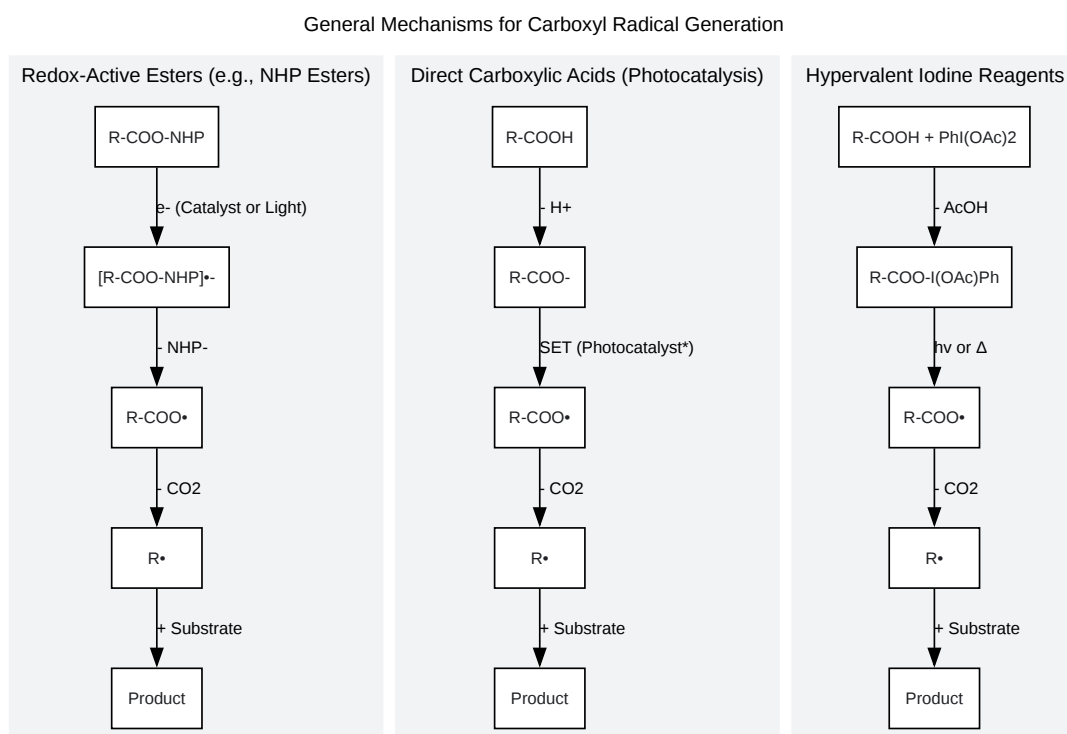 General Mechanisms for Carboxyl Radical Generation
Redox-Active Esters (e.g., NHP Esters)
R-COO-NHP
e- (Catalyst or Light)
[R-COO-NHP]•-
- NHP-
R-COO•
- CO2
R•
+ Substrate
Product
Direct Carboxylic Acids (Photocatalysis)
R-COOH
- H+
R-COO-
SET (Photocatalyst*)
R-COO•
- CO2
R•
+ Substrate
Product
Hypervalent Iodine Reagents
R-COOH + PhI(OAc)2
- AcOH
R-COO-I(OAc)Ph
hv or Δ
R-COO•
- CO2
R•
+ Substrate
Product